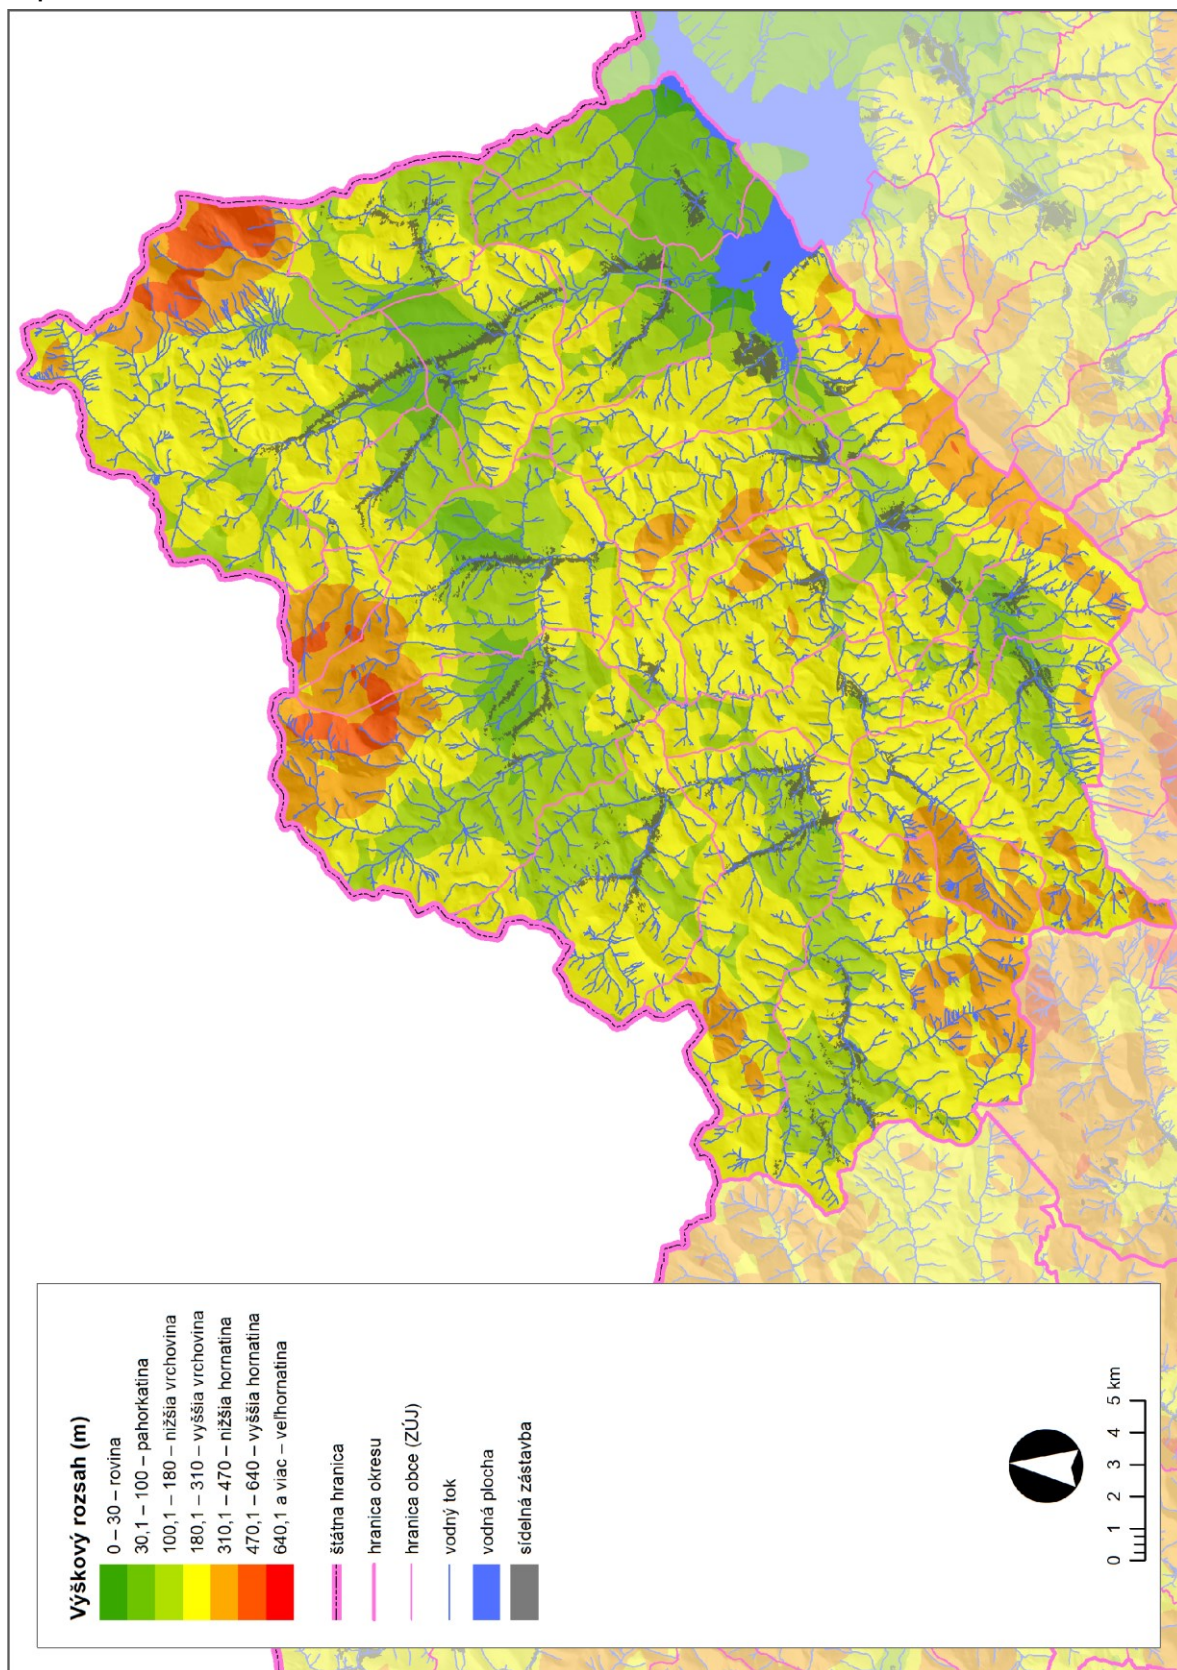 Výškový rozsah (m)
0 – 30 – rovina
30,1 – 100 – pahorkatina
100,1 – 180 – nižšia vrchovina
180,1 – 310 – vyššia vrchovina
310,1 – 470 – nižšia hornatina
470,1 – 640 – vyššia hornatina
640,1 a viac – veľhornatina
štátna hranica
hranica okresu
hranica obce (ZÚJ)
vodný tok
vodná plocha
sídelná zástavba
0 1 2 3 4 5 km